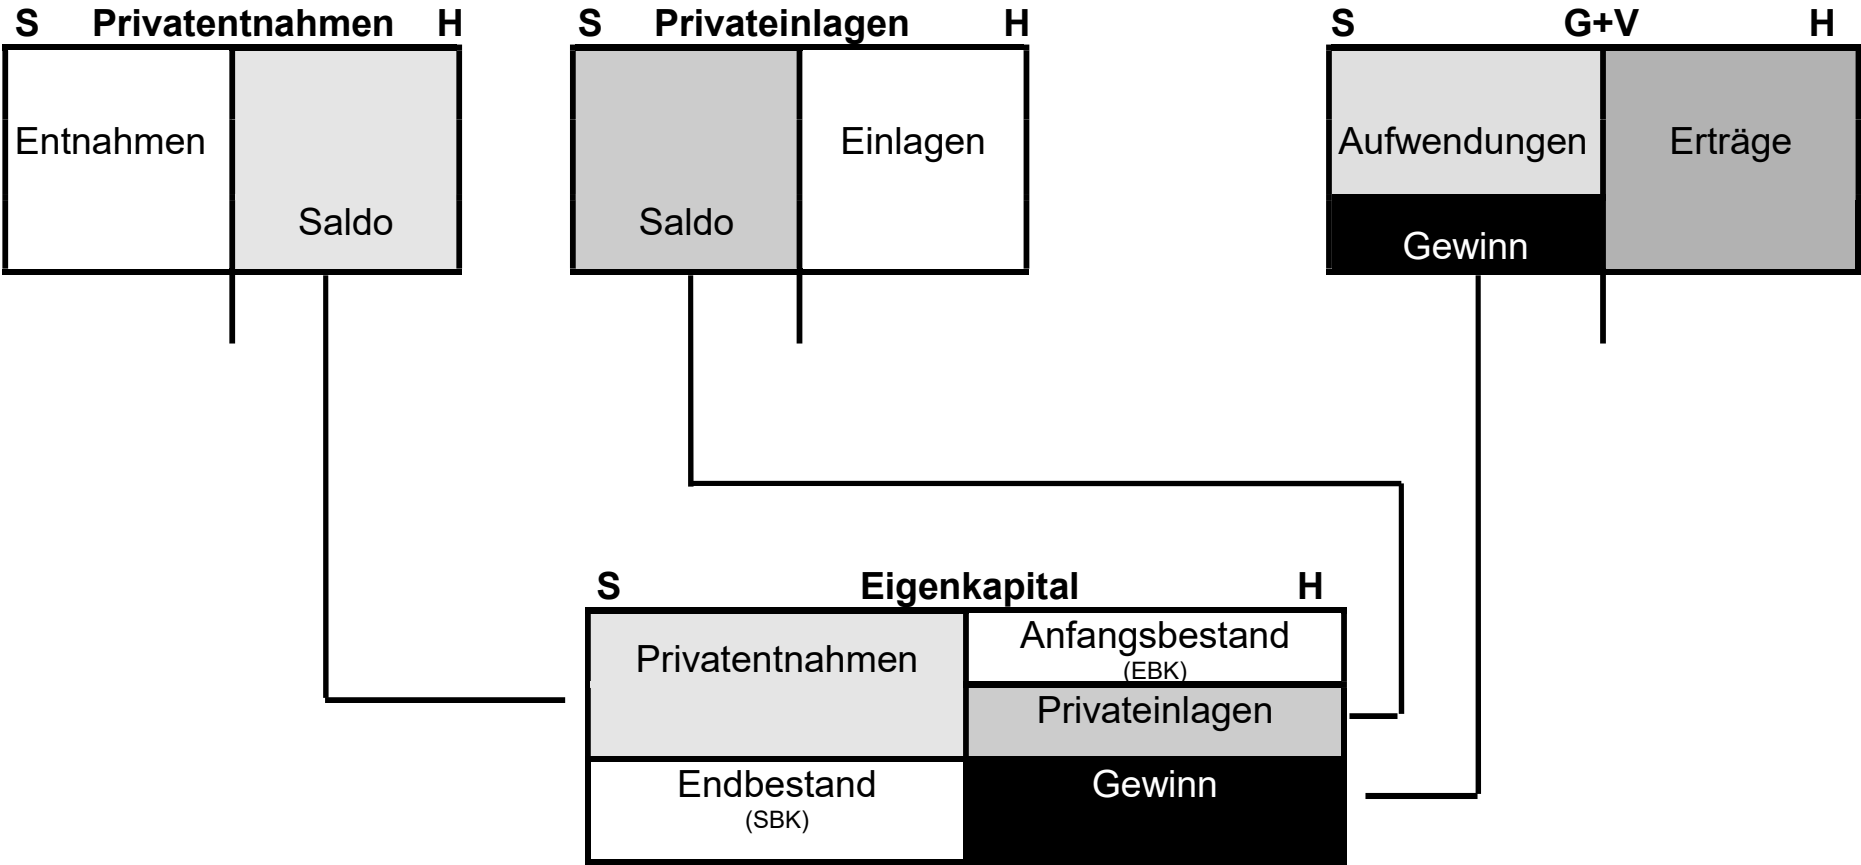 S Privatentnahmen H
S Privateinlagen H
S G+V H
Entnahmen
Saldo
Saldo
Einlagen
Aufwendungen
Erträge
Gewinn
S Eigenkapital H
Privatentnahmen
Anfangsbestand
(EBK)
Privateinlagen
Endbestand
(SBK)
Gewinn